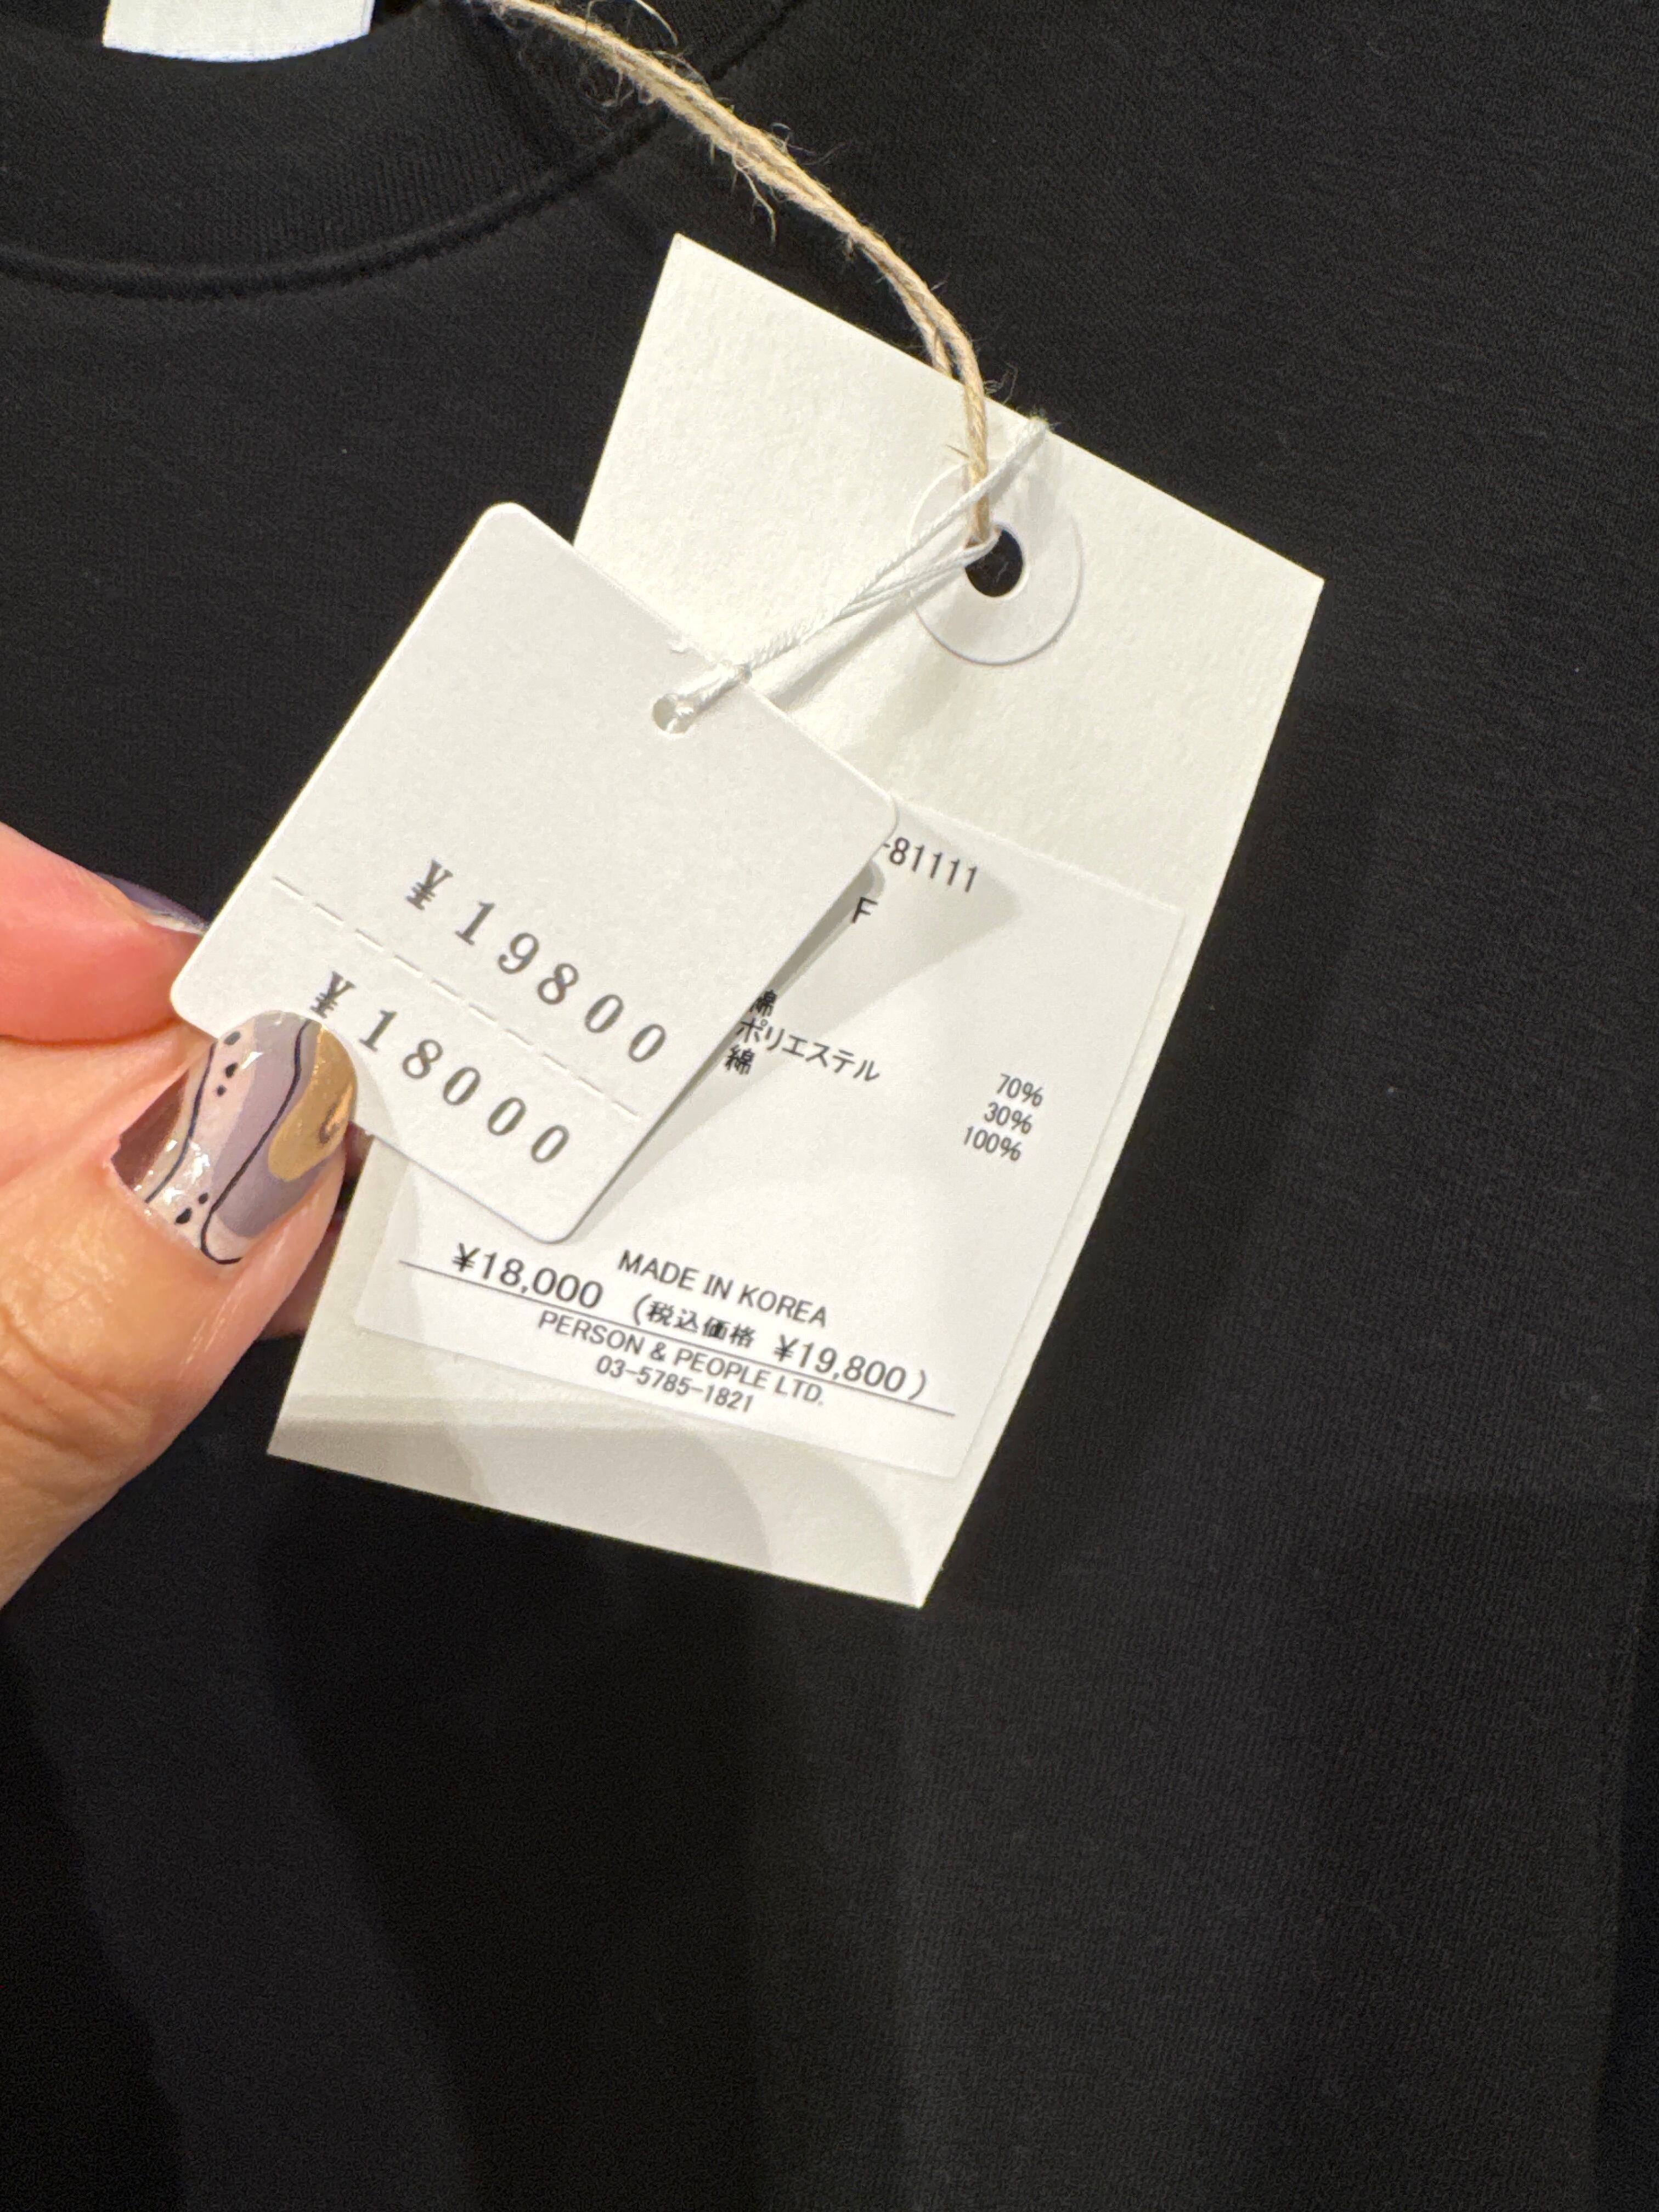 ¥19800
¥18000
-81111
F
綿
ポリエステル 70%
綿 30%
100%
MADE IN KOREA
¥18,000 (税込価格 ¥19,800)
PERSON & PEOPLE LTD.
03-5785-1821